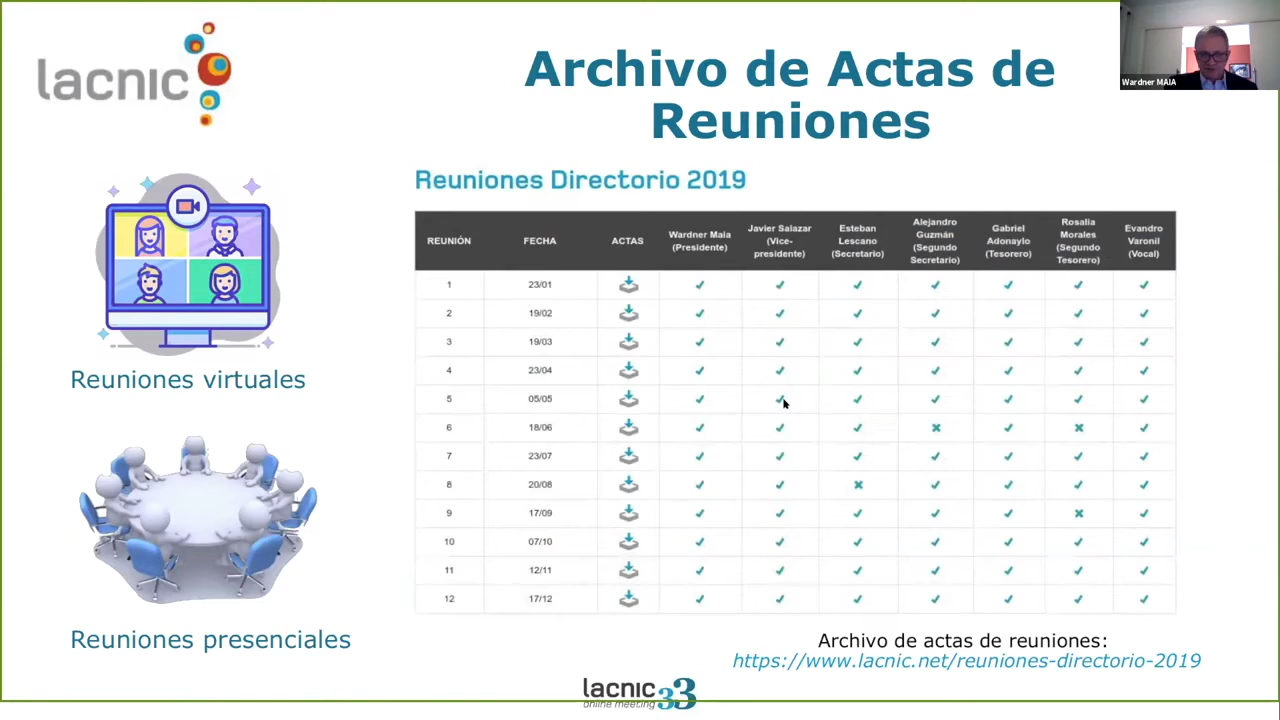 lacnic
Archivo de Actas de
Reuniones
Wardner MAIA
Reuniones Directorio 2019
REUNIÓN FECHA ACTAS Wardner Maia (Presidente) Javier Salazar (Vice-presidente) Esteban Lescano (Secretario) Alejandro Guzmán (Segundo Secretario) Gabriel Adonaylo (Tesorero) Rosalia Morales (Segundo Tesorero) Evandro Varonil (Vocal)
1 23/01 ✔ ✔ ✔ ✔ ✔ ✔ ✔
2 19/02 ✔ ✔ ✔ ✔ ✔ ✔ ✔
3 19/03 ✔ ✔ ✔ ✔ ✔ ✔ ✔
4 23/04 ✔ ✔ ✔ ✔ ✔ ✔ ✔
5 05/05 ✔ ✔ ✔ ✔ ✔ ✔ ✔
6 18/06 ✔ ✔ ✔ ✖ ✔ ✖ ✔
7 23/07 ✔ ✔ ✔ ✔ ✔ ✔ ✔
8 20/08 ✔ ✔ ✖ ✔ ✔ ✔ ✔
9 17/09 ✔ ✔ ✔ ✔ ✔ ✖ ✔
10 07/10 ✔ ✔ ✔ ✔ ✔ ✔ ✔
11 12/11 ✔ ✔ ✔ ✔ ✔ ✔ ✔
12 17/12 ✔ ✔ ✔ ✔ ✔ ✔ ✔
Reuniones virtuales
Reuniones presenciales
Archivo de actas de reuniones:
https://www.lacnic.net/reuniones-directorio-2019
lacnic 33
online meeting